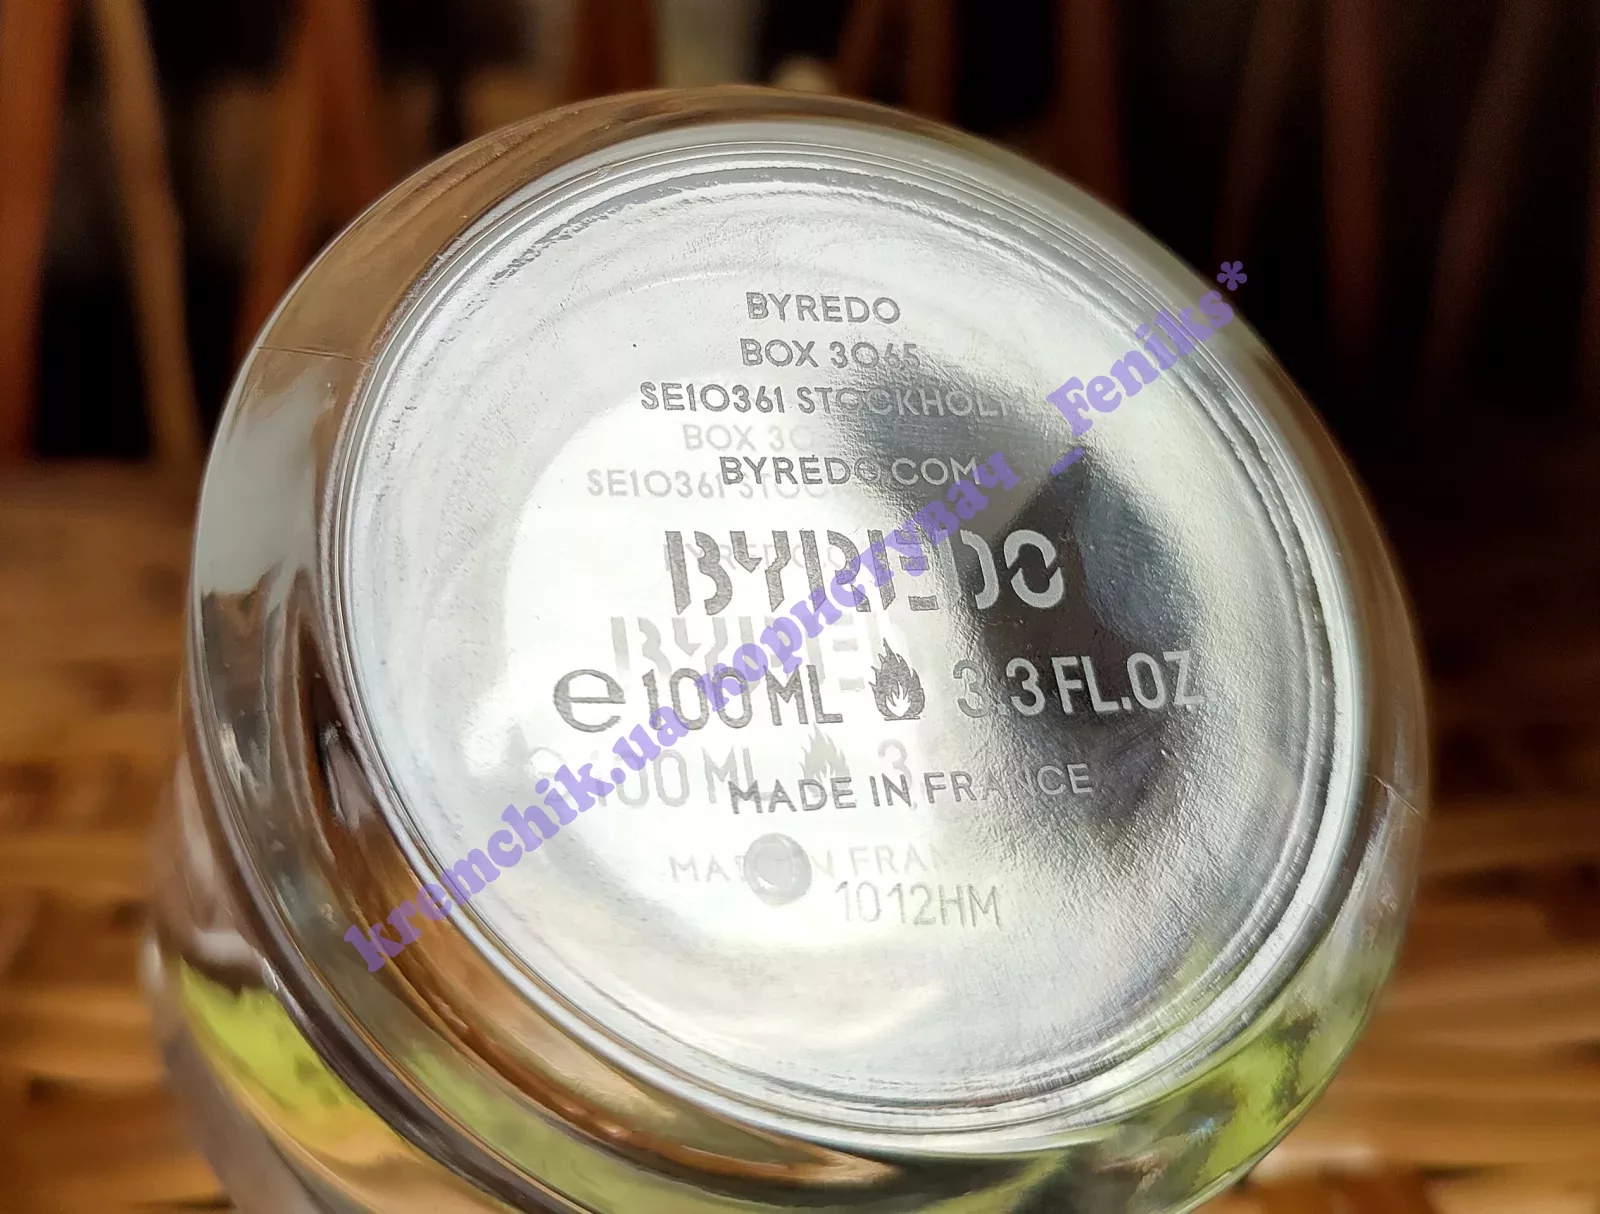 BYREDO
BOX 3065
SE10361 STOCKHOLM
BYREDO.COM
BYREDO
e 100 ML 3.3 FL.OZ
MADE IN FRANCE
1012HM
kremchik.ua користувач _Feniks*